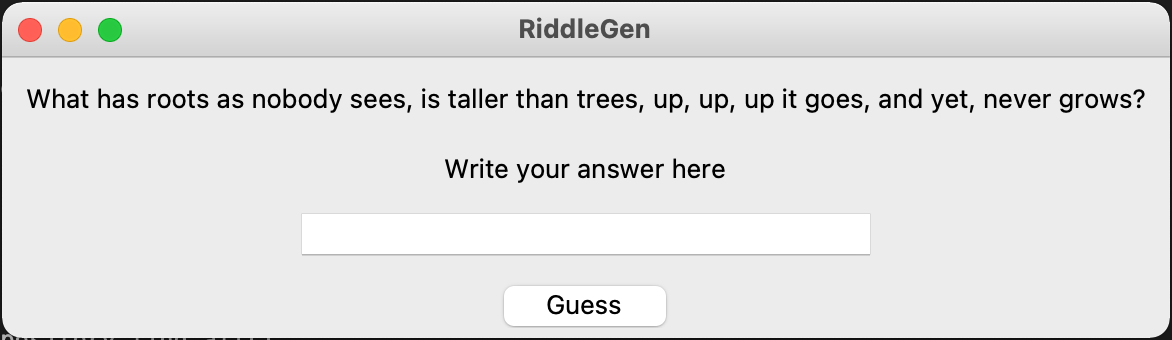 RiddleGen
What has roots as nobody sees, is taller than trees, up, up, up it goes, and yet, never grows?
Write your answer here
Guess